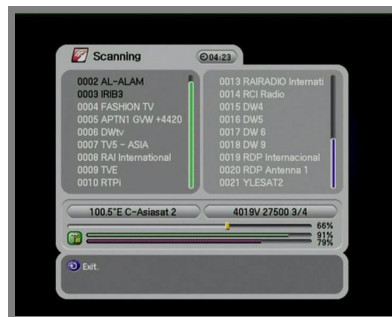 Scanning
04:23
0002 AL-ALAM
0003 IRIB3
0004 FASHION TV
0005 APTN1 GVW +4420
0006 DWtv
0007 TV5 - ASIA
0008 RAI International
0009 TVE
0010 RTPi
0013 RAIRADIO Internati
0014 RCI Radio
0015 DW4
0016 DW5
0017 DW 6
0018 DW 9
0019 RDP Internacional
0020 RDP Antenna 1
0021 YLESAT2
100.5°E C-Asiasat 2
4019V 27500 3/4
66%
91%
79%
Exit.